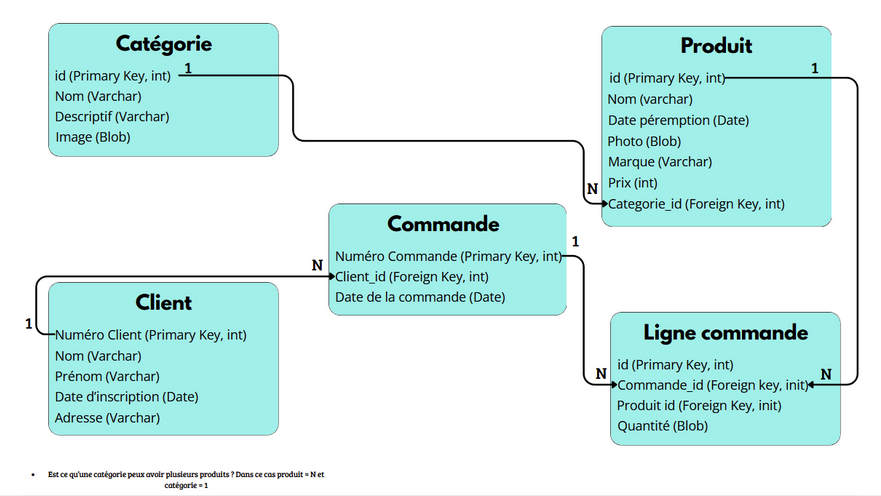 Catégorie
id (Primary Key, int)
1
Nom (Varchar)
Descriptif (Varchar)
Image (Blob)
Produit
id (Primary Key, int)
1
Nom (varchar)
Date péremption (Date)
Photo (Blob)
Marque (Varchar)
Prix (int)
N
Categorie_id (Foreign Key, int)
Commande
Numéro Commande (Primary Key, int)
1
N
Client_id (Foreign Key, int)
Date de la commande (Date)
Client
1
Numéro Client (Primary Key, int)
Nom (Varchar)
Prénom (Varchar)
Date d'inscription (Date)
Adresse (Varchar)
Ligne commande
id (Primary Key, int)
N
Commande_id (Foreign key, init)
N
Produit id (Foreign Key, init)
Quantité (Blob)
• Est ce qu'une catégorie peux avoir plusieurs produits ? Dans ce cas produit = N et
catégorie = 1